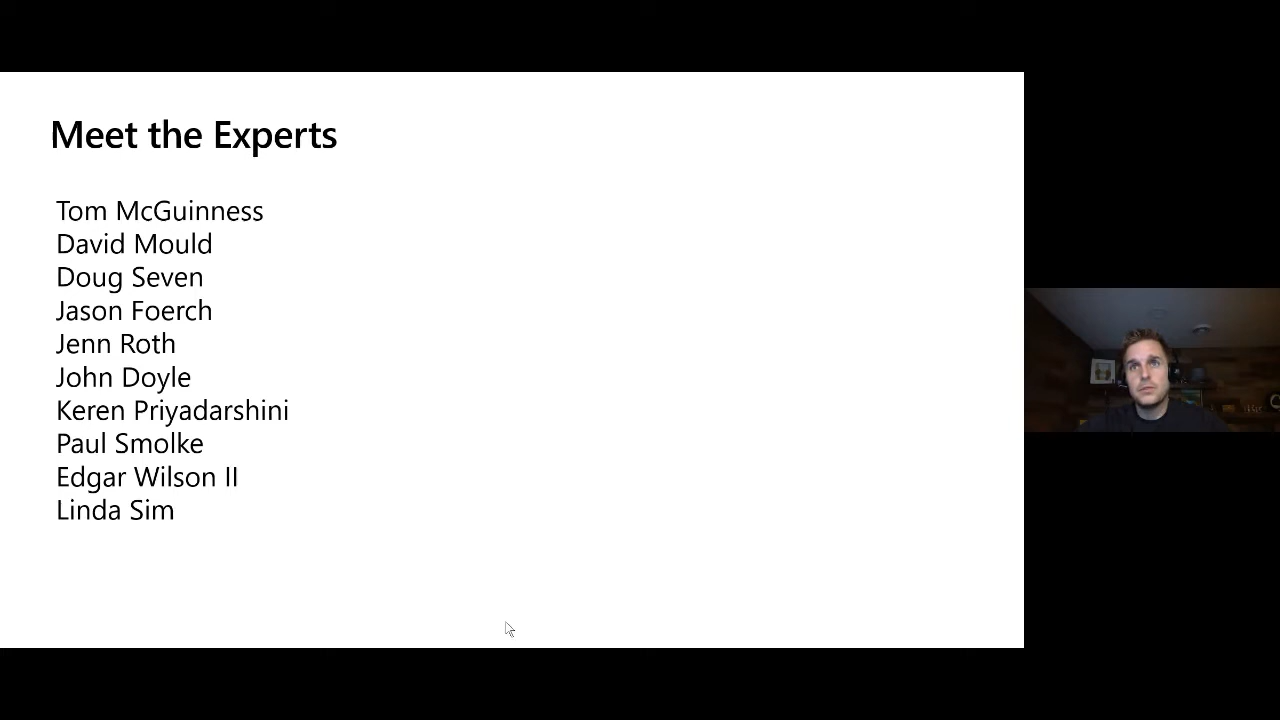 Meet the Experts
Tom McGuinness
David Mould
Doug Seven
Jason Foerch
Jenn Roth
John Doyle
Keren Priyadarshini
Paul Smolke
Edgar Wilson II
Linda Sim